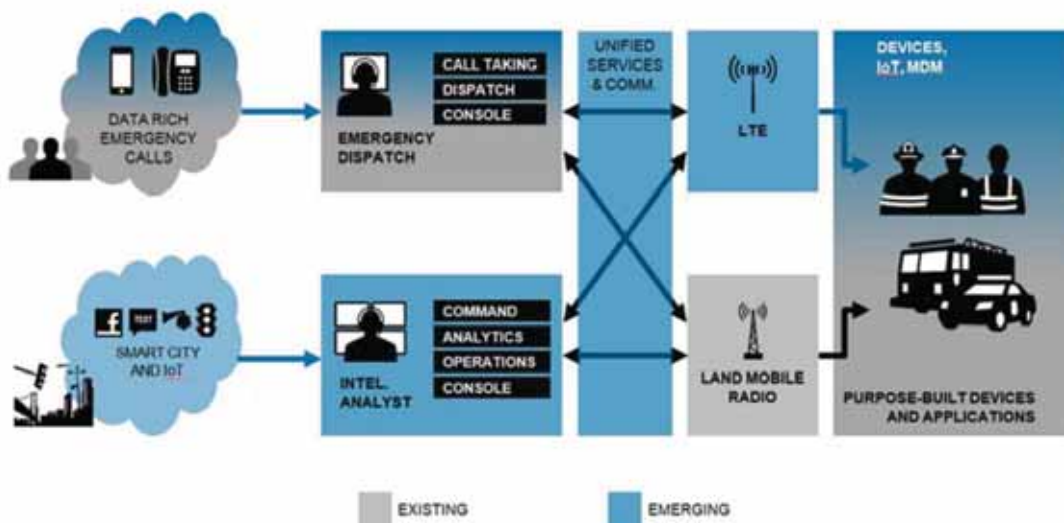 DATA RICH
EMERGENCY
CALLS
CALL TAKING
DISPATCH
CONSOLE
EMERGENCY
DISPATCH
UNIFIED
SERVICES
& COMM.
LTE
DEVICES,
IoT, MDM
f
TEXT
SMART CITY
AND IoT
COMMAND
ANALYTICS
OPERATIONS
CONSOLE
INTEL.
ANALYST
LAND MOBILE
RADIO
PURPOSE-BUILT DEVICES
AND APPLICATIONS
EXISTING
EMERGING